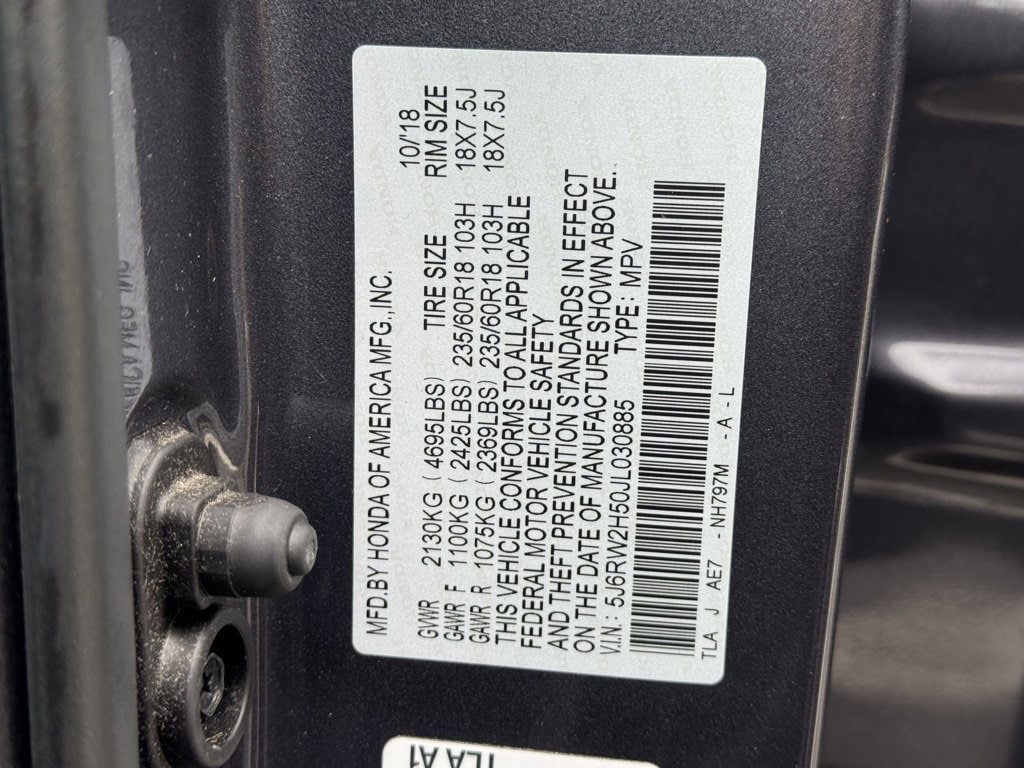 MFD.BY HONDA OF AMERICA MFG.,INC. 10/'18
GVWR 2130KG ( 4695LBS) TIRE SIZE RIM SIZE
GAWR F 1100KG ( 2425LBS) 235/60R18 103H 18X7.5J
GAWR R 1075KG ( 2369LBS) 235/60R18 103H 18X7.5J
THIS VEHICLE CONFORMS TO ALL APPLICABLE
FEDERAL MOTOR VEHICLE SAFETY
AND THEFT PREVENTION STANDARDS IN EFFECT
ON THE DATE OF MANUFACTURE SHOWN ABOVE.
V.I.N.: 5J6RW2H50JL030885 TYPE: MPV
TLA J AE7 -NH797M -A-L
TLA A1